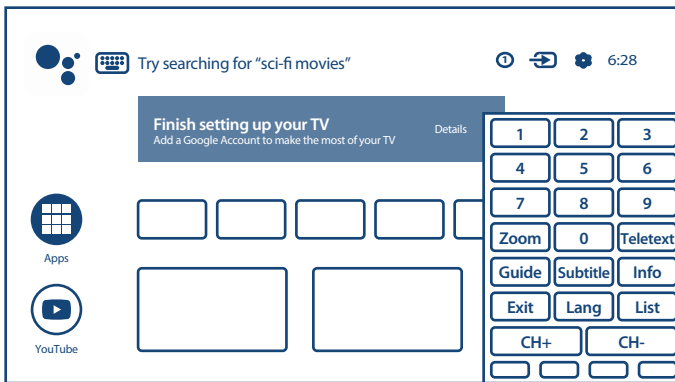 Try searching for “sci-fi movies”
① 6:28
Finish setting up your TV
Add a Google Account to make the most of your TV
Details
Apps
YouTube
1 2 3
4 5 6
7 8 9
Zoom 0 Teletext
Guide Subtitle Info
Exit Lang List
CH+ CH-